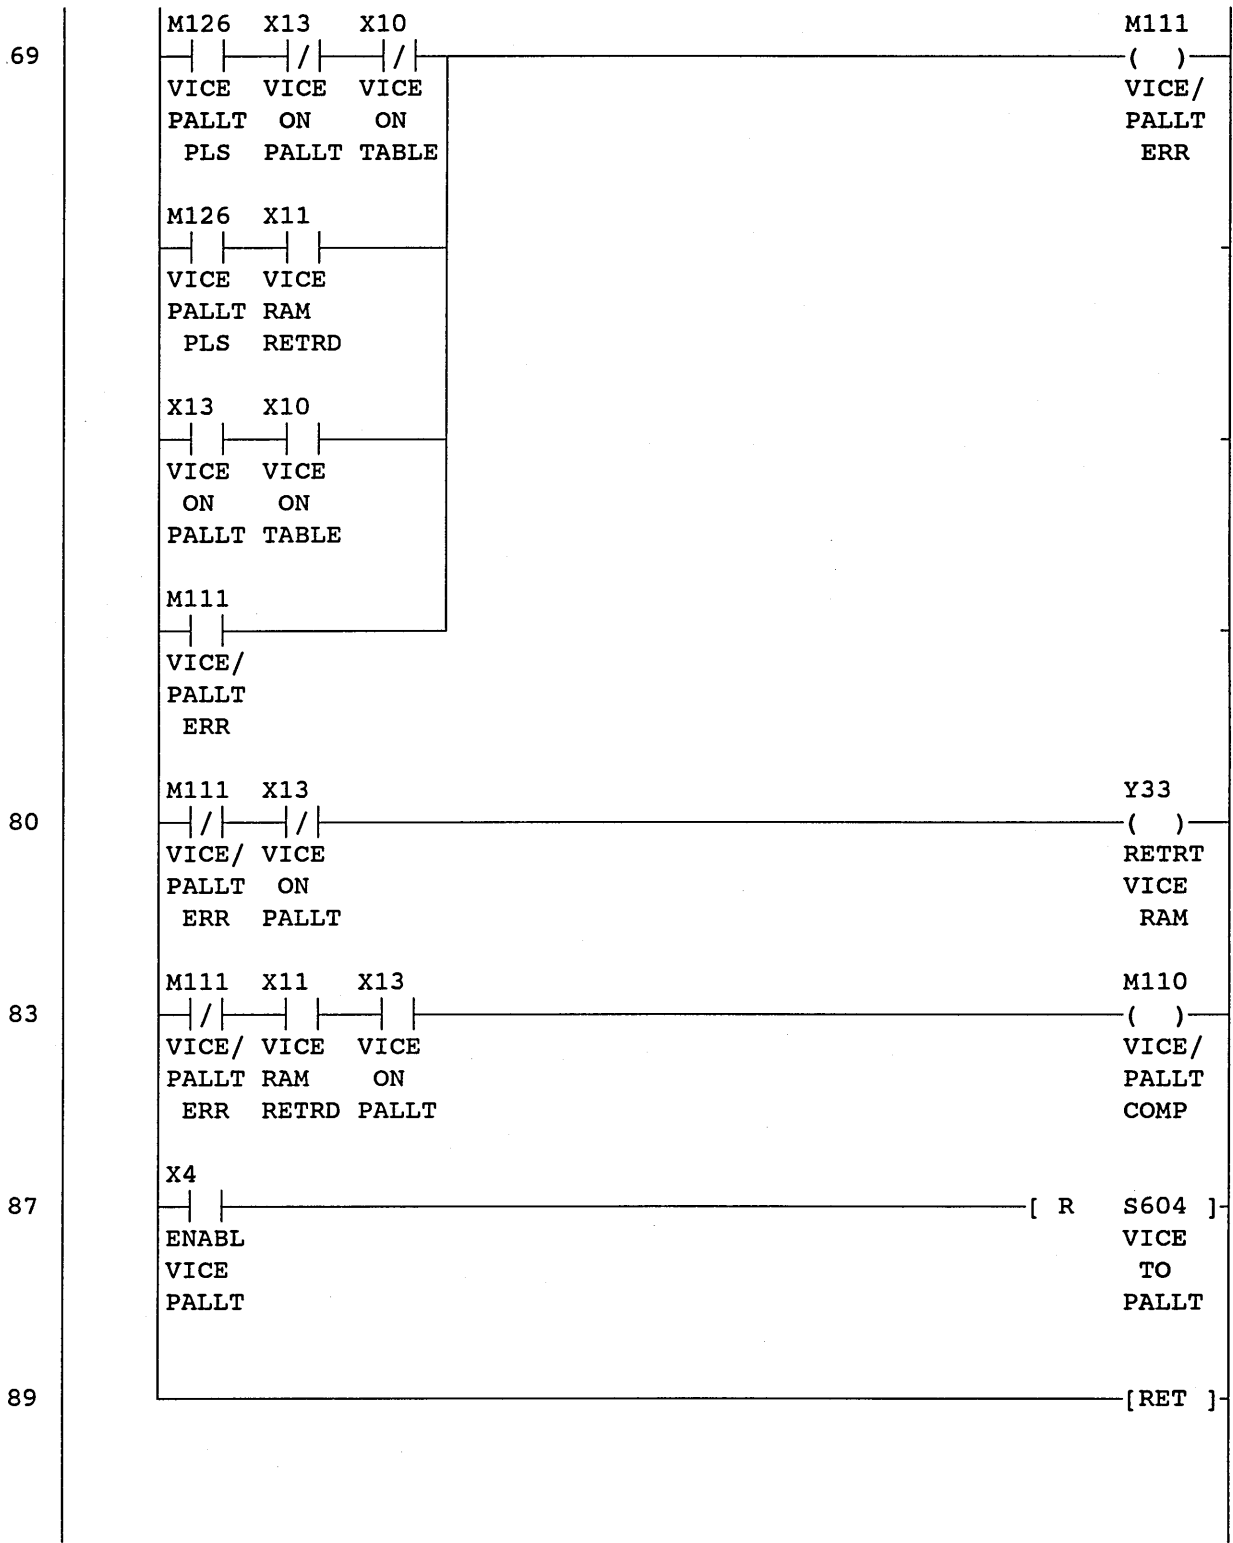 M126 X13 X10 M111
69 ( )
VICE VICE VICE VICE/
PALLT ON ON PALLT
PLS PALLT TABLE ERR
M126 X11
VICE VICE
PALLT RAM
PLS RETRD
X13 X10
VICE VICE
ON ON
PALLT TABLE
M111
VICE/
PALLT
ERR
M111 X13 Y33
80 ( )
VICE/ VICE RETRT
PALLT ON VICE
ERR PALLT RAM
M111 X11 X13 M110
83 ( )
VICE/ VICE VICE VICE/
PALLT RAM ON PALLT
ERR RETRD PALLT COMP
X4
87 [ R S604 ]
ENABL VICE
VICE TO
PALLT PALLT
89 [RET ]